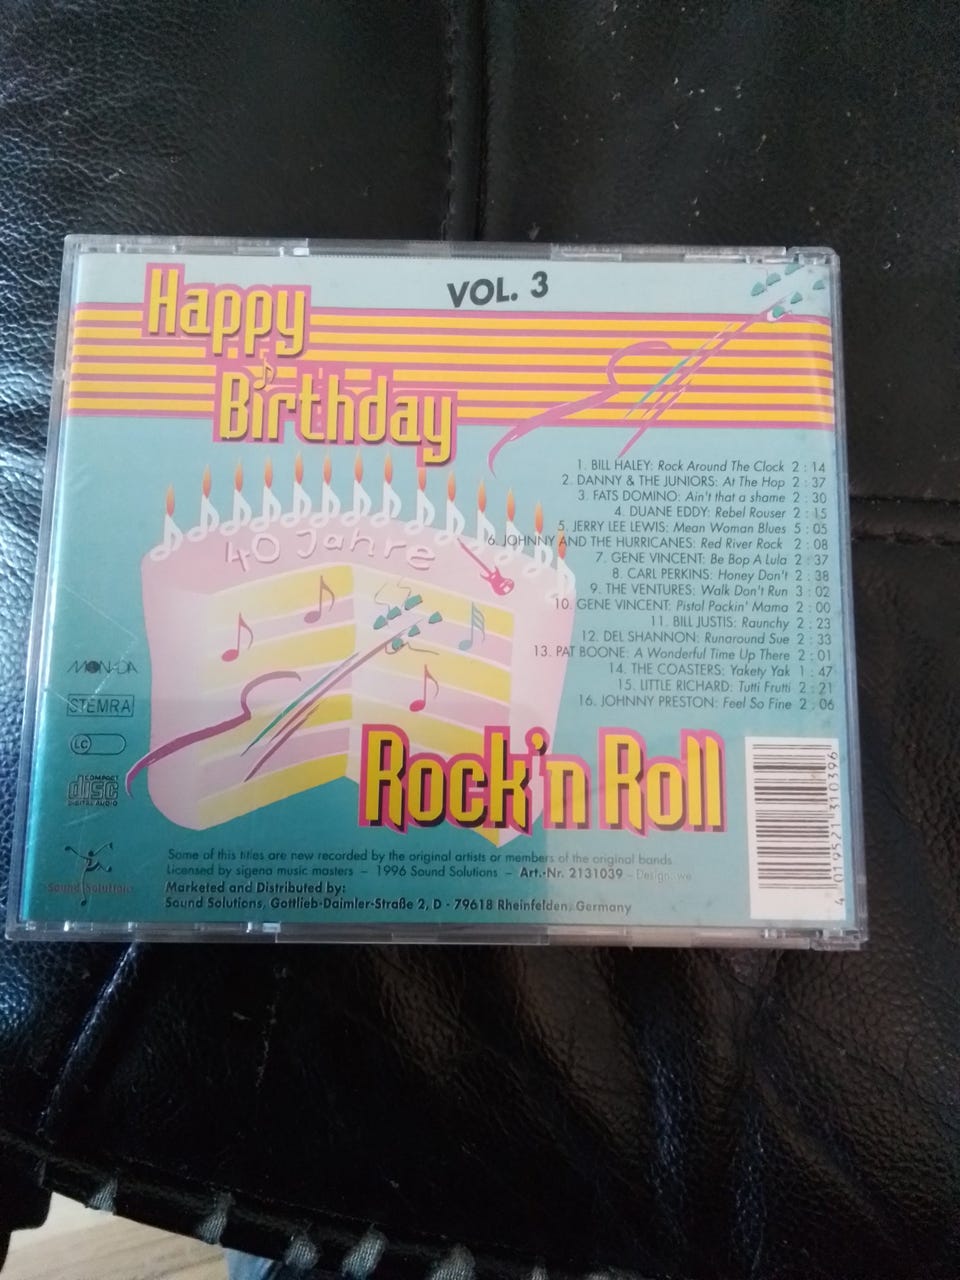 VOL. 3
Happy
Birthday
1. BILL HALEY: Rock Around The Clock 2 : 14
2. DANNY & THE JUNIORS: At The Hop 2 : 37
3. FATS DOMINO: Ain't that a shame 2 : 30
4. DUANE EDDY: Rebel Rouser 2 : 15
5. JERRY LEE LEWIS: Mean Woman Blues 5 : 05
6. JOHNNY AND THE HURRICANES: Red River Rock 2 : 08
7. GENE VINCENT: Be Bop A Lula 2 : 37
8. CARL PERKINS: Honey Don't 2 : 38
9. THE VENTURES: Walk Don't Run 3 : 02
10. GENE VINCENT: Pistol Packin' Mama 2 : 00
11. BILL JUSTIS: Raunchy 2 : 23
12. DEL SHANNON: Runaround Sue 2 : 33
13. PAT BOONE: A Wonderful Time Up There 2 : 01
14. THE COASTERS: Yakety Yak 1 : 47
15. LITTLE RICHARD: Tutti Frutti 2 : 21
16. JOHNNY PRESTON: Feel So Fine 2 : 06
40 Jahre
MONADA
STEMRA
LC
COMPACT
disc
DIGITAL AUDIO
Sound Solutions
Rock'n Roll
Some of this titles are new recorded by the original artists or members of the original bands
Licensed by sigena music masters – 1996 Sound Solutions – Art.-Nr. 2131039 – Design: we
Marketed and Distributed by:
Sound Solutions, Gottlieb-Daimler-Straße 2, D - 79618 Rheinfelden, Germany
4 019521 310396